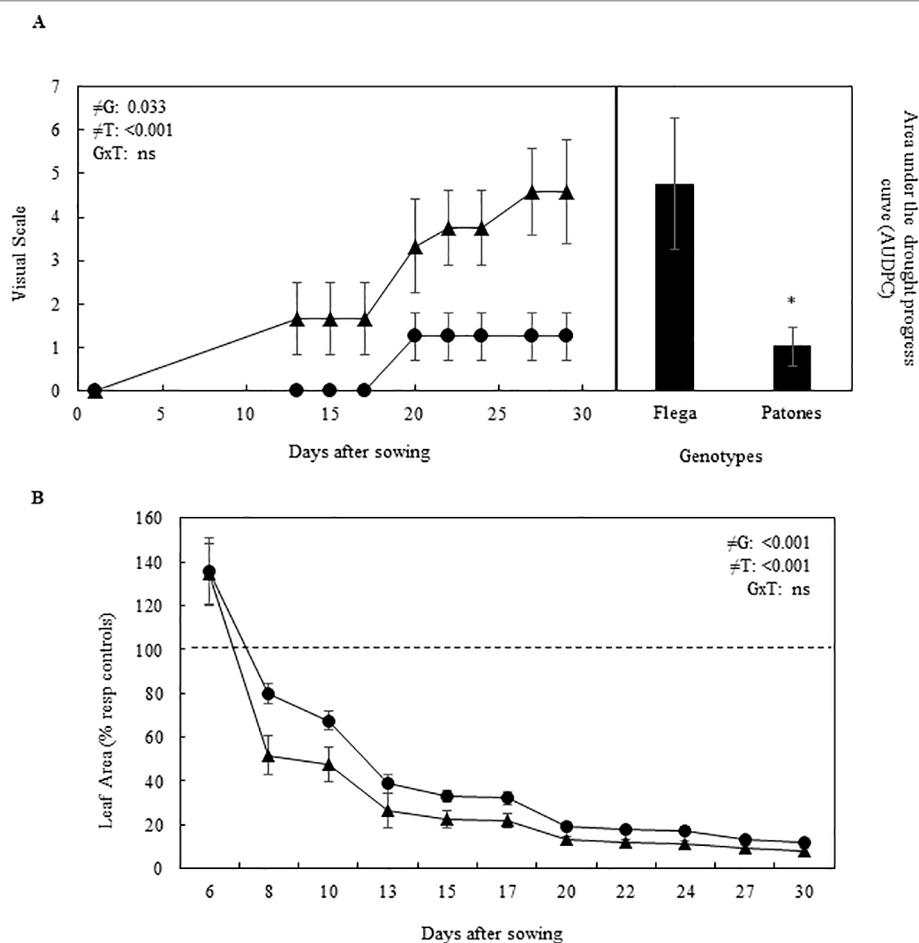 A
7
6
5
4
3
2
1
0
Visual Scale
≠G: 0.033
≠T: <0.001
GxT: ns
0 5 10 15 20 25 30
Days after sowing
*
Flega Patones
Genotypes
Area under the drought progress
curve (AUDPC)
B
160
140
120
100
80
60
40
20
0
Leaf Area (% resp controls)
≠G: <0.001
≠T: <0.001
GxT: ns
6 8 10 13 15 17 20 22 24 27 30
Days after sowing